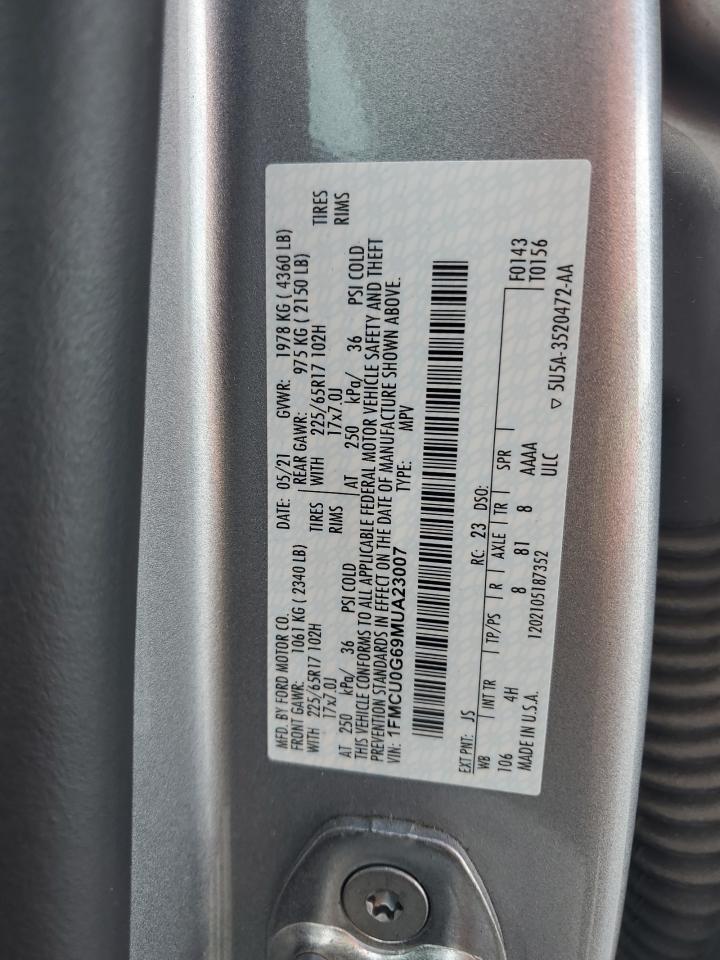 MFD. BY FORD MOTOR CO.
DATE: 05/21 GVWR: 1978 KG ( 4360 LB)
FRONT GAWR: 1061 KG ( 2340 LB) REAR GAWR: 975 KG ( 2150 LB)
WITH 225/65R17 102H TIRES WITH 225/65R17 102H TIRES
17x7.0J RIMS 17x7.0J RIMS
AT 250 kPa/ 36 PSI COLD AT 250 kPa/ 36 PSI COLD
THIS VEHICLE CONFORMS TO ALL APPLICABLE FEDERAL MOTOR VEHICLE SAFETY AND THEFT
PREVENTION STANDARDS IN EFFECT ON THE DATE OF MANUFACTURE SHOWN ABOVE.
VIN: 1FMCU0G69MUA23007 TYPE: MPV
EXT PNT: JS RC: 23 DSO: F0143
WB INT TR TP/PS R AXLE TR SPR T0156
106 4H 8 81 8 AAAA
MADE IN U.S.A. 1202105187352 ULC ▽ 5U5A-3520472-AA